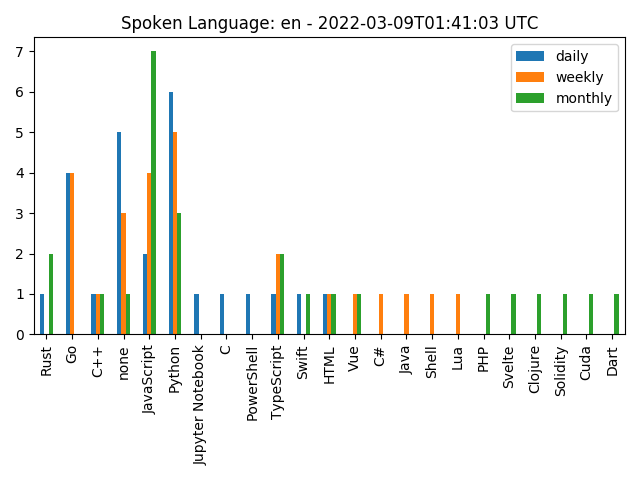 Spoken Language: en - 2022-03-09T01:41:03 UTC
daily
weekly
monthly
7
6
5
4
3
2
1
0
Rust
Go
C++
none
JavaScript
Python
Jupyter Notebook
C
PowerShell
TypeScript
Swift
HTML
Vue
C#
Java
Shell
Lua
PHP
Svelte
Clojure
Solidity
Cuda
Dart